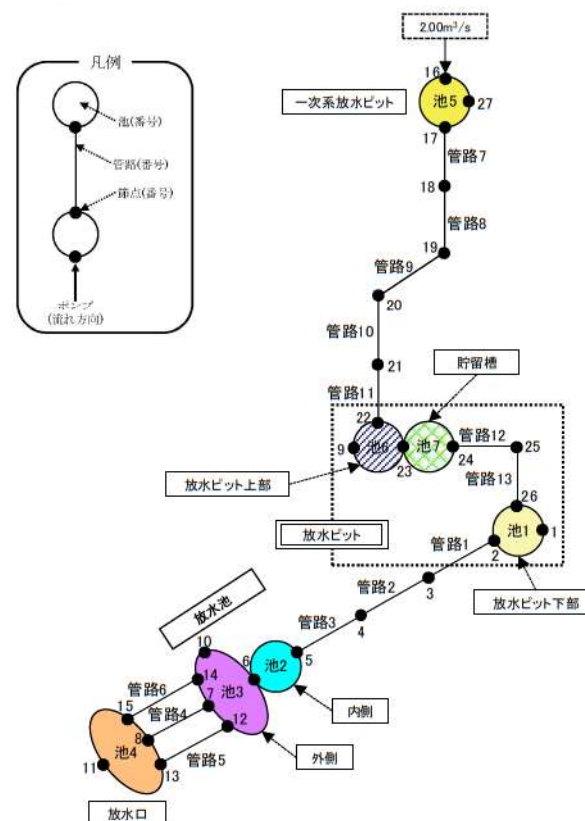 2.00m³/s
凡例
池(番号)
管路(番号)
節点(番号)
ポンプ
(流れ方向)
一次系放水ピット
16
池5
27
17
管路7
18
管路8
19
管路9
20
管路10
21
貯留槽
管路11
22
管路12
25
9
池6
池7
23
24
管路13
放水ピット上部
26
放水ピット
池1
1
管路1
2
3
放水ピット下部
管路2
4
管路3
放水池
10
6
池2
5
14
池3
管路6
7
15
管路4
12
内側
8
池4
管路5
11
13
外側
放水口